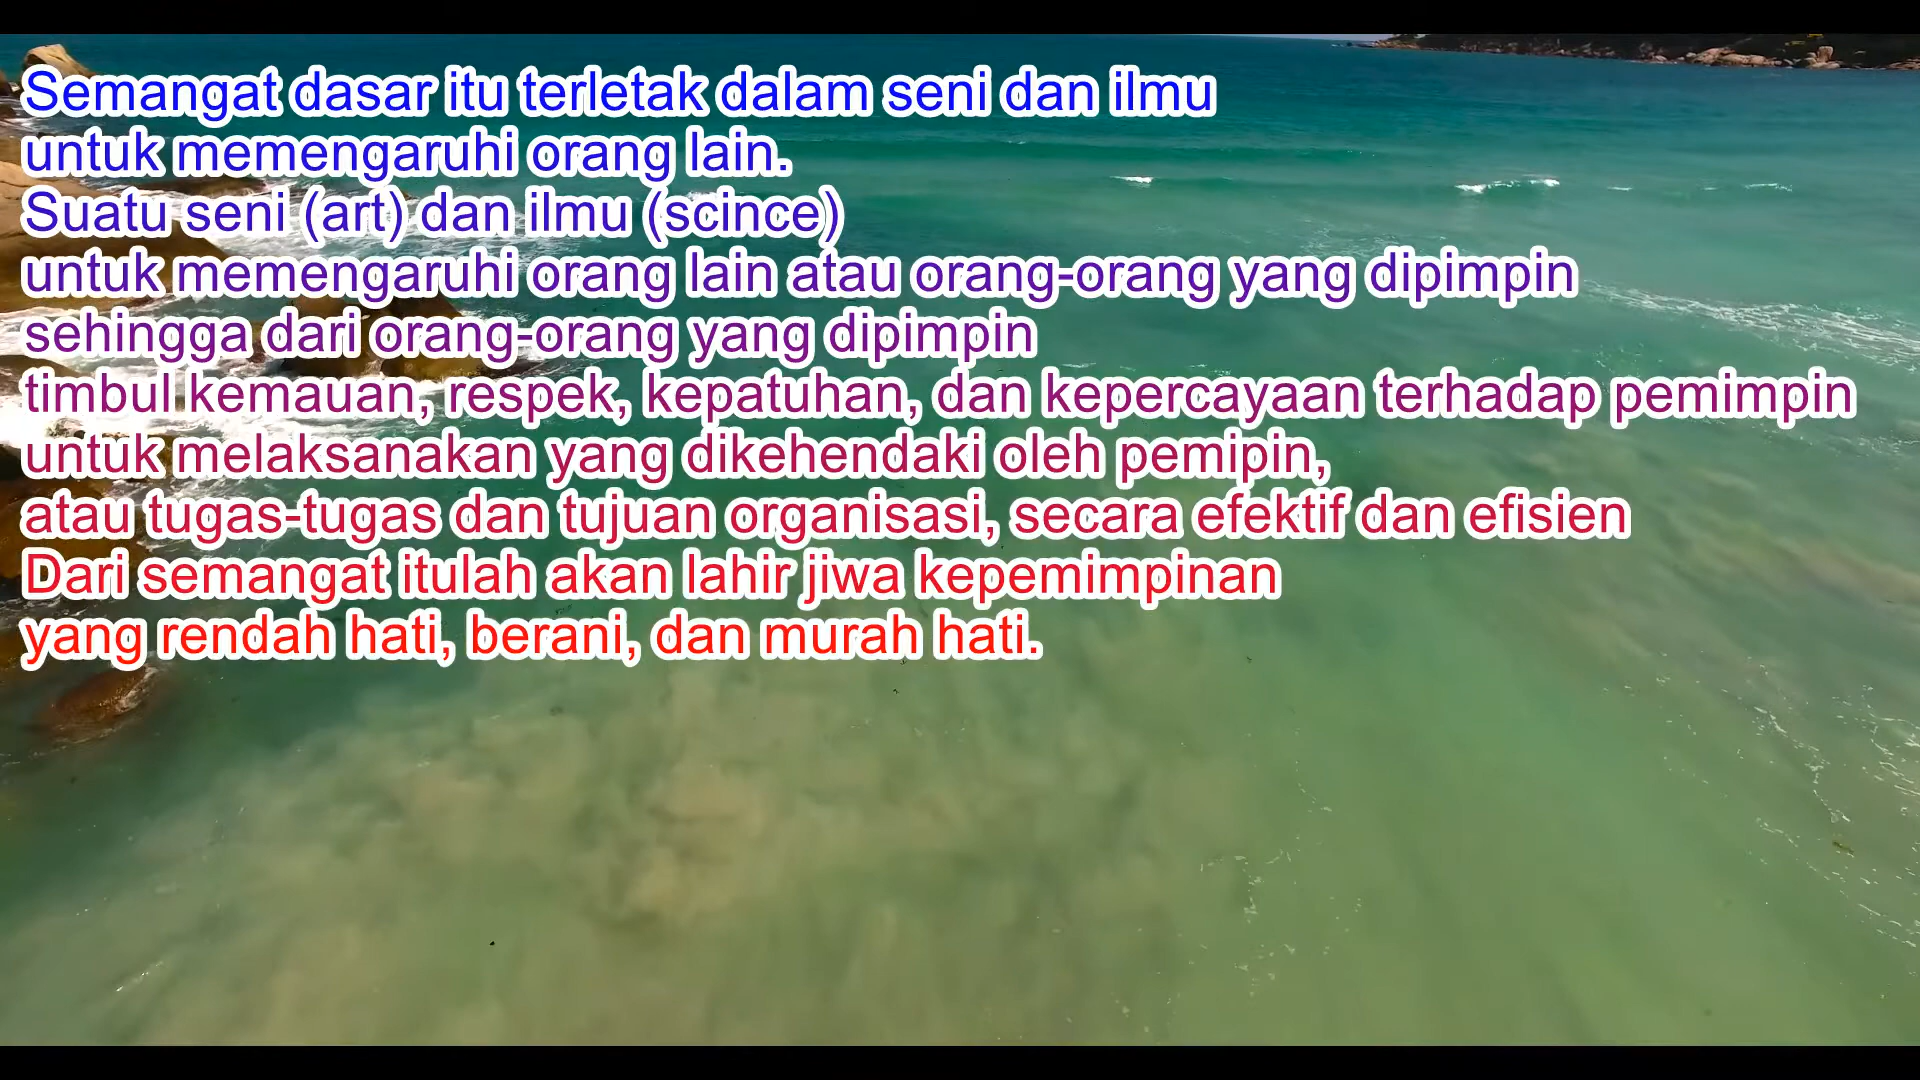 Semangat dasar itu terletak dalam seni dan ilmu
untuk memengaruhi orang lain.
Suatu seni (art) dan ilmu (scince)
untuk memengaruhi orang lain atau orang-orang yang dipimpin
sehingga dari orang-orang yang dipimpin
timbul kemauan, respek, kepatuhan, dan kepercayaan terhadap pemimpin
untuk melaksanakan yang dikehendaki oleh pemipin,
atau tugas-tugas dan tujuan organisasi, secara efektif dan efisien
Dari semangat itulah akan lahir jiwa kepemimpinan
yang rendah hati, berani, dan murah hati.